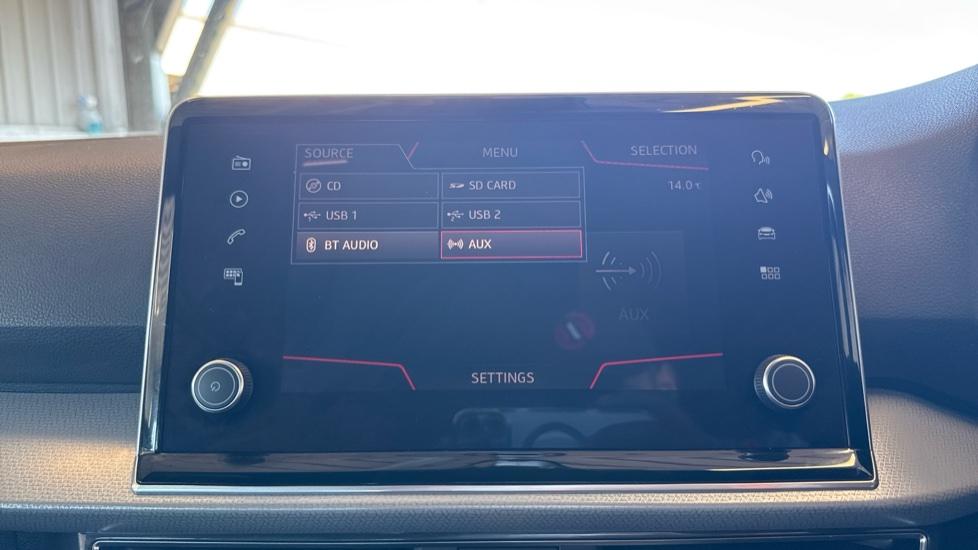 SOURCE MENU SELECTION
CD SD CARD 14.0 °C
USB 1 USB 2
BT AUDIO AUX
AUX
SETTINGS